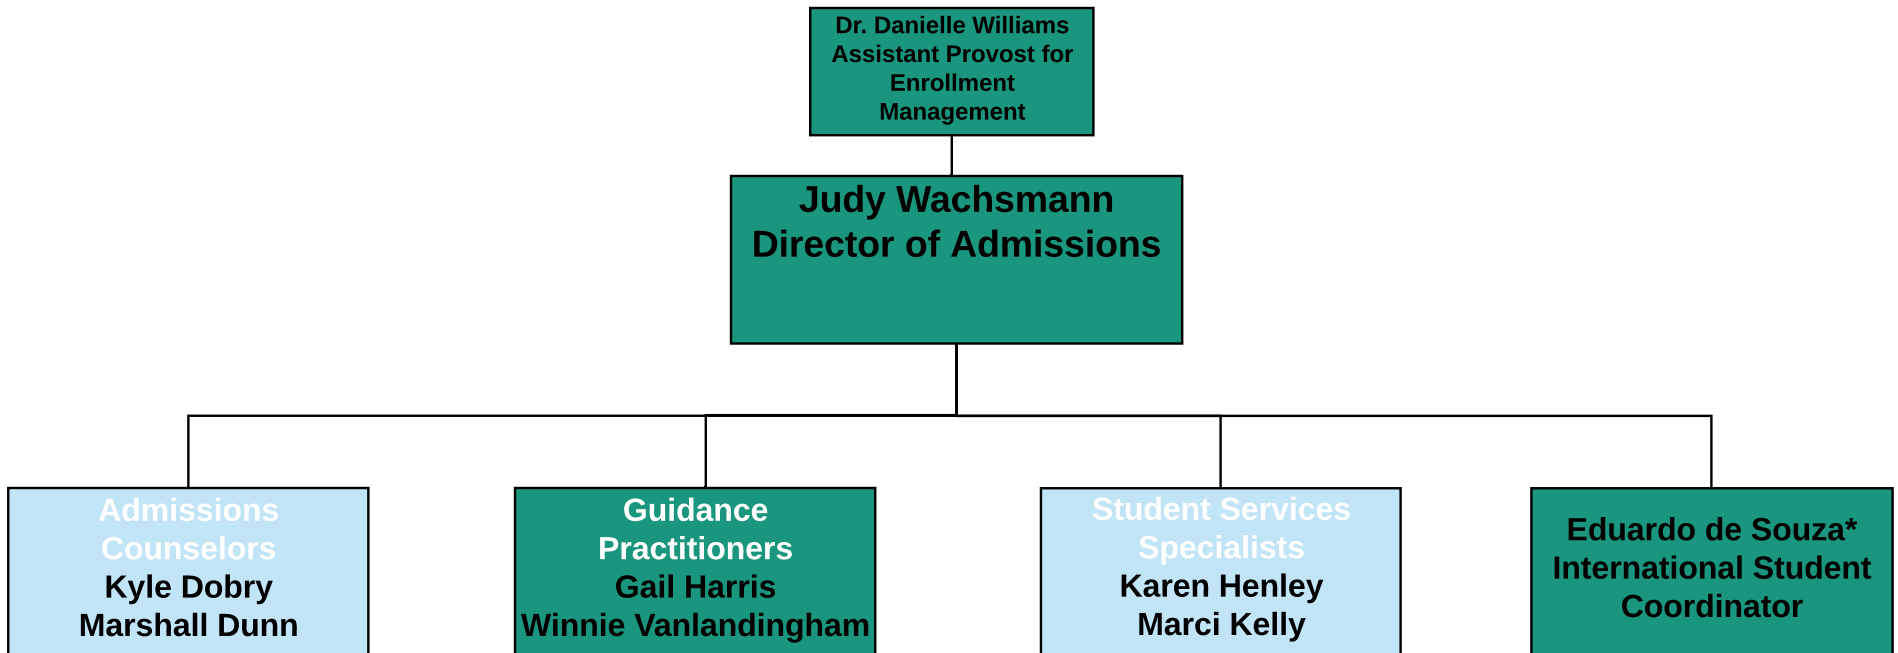 Dr. Danielle Williams
Assistant Provost for
Enrollment
Management
Judy Wachsmann
Director of Admissions
Admissions
Counselors
Kyle Dobry
Marshall Dunn
Guidance
Practitioners
Gail Harris
Winnie Vanlandingham
Student Services
Specialists
Karen Henley
Marci Kelly
Eduardo de Souza*
International Student
Coordinator